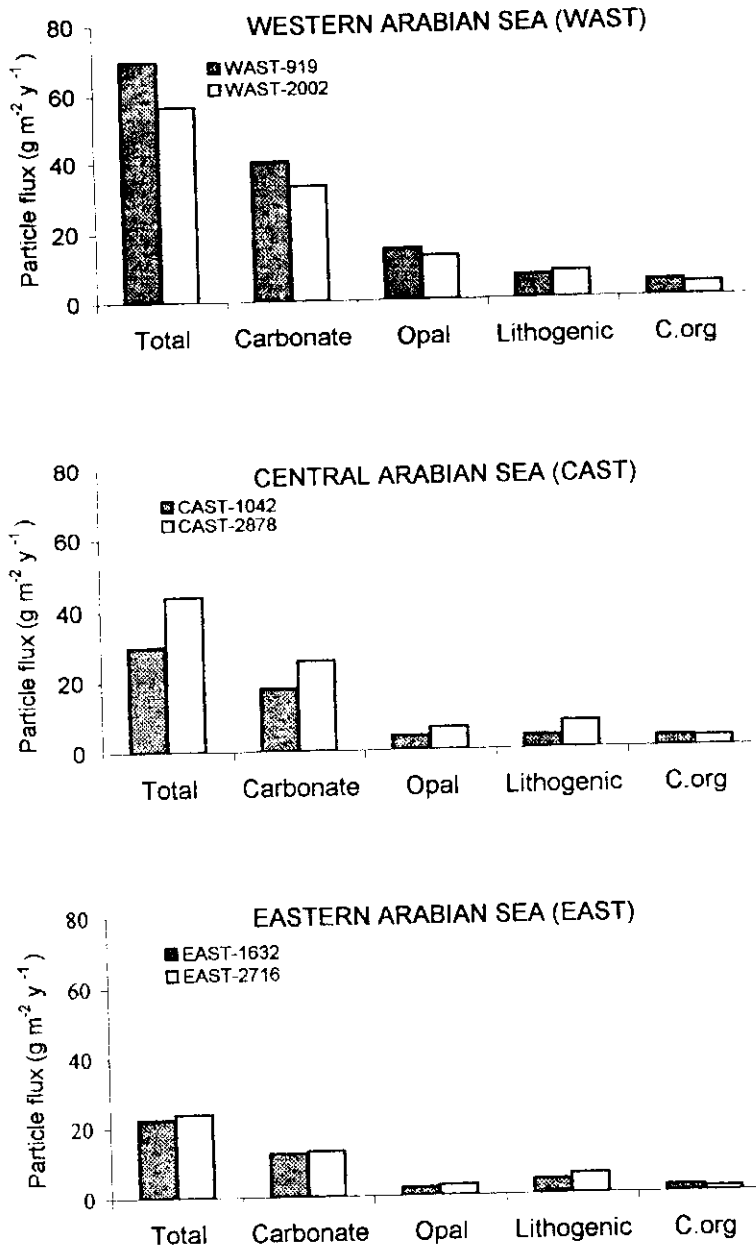 WESTERN ARABIAN SEA (WAST)
WAST-919
WAST-2002
Particle flux (g m⁻² y⁻¹)
80
60
40
20
0
Total Carbonate Opal Lithogenic C.org
CENTRAL ARABIAN SEA (CAST)
CAST-1042
CAST-2878
Particle flux (g m⁻² y⁻¹)
80
60
40
20
0
Total Carbonate Opal Lithogenic C.org
EASTERN ARABIAN SEA (EAST)
EAST-1632
EAST-2716
Particle flux (g m⁻² y⁻¹)
80
60
40
20
0
Total Carbonate Opal Lithogenic C.org